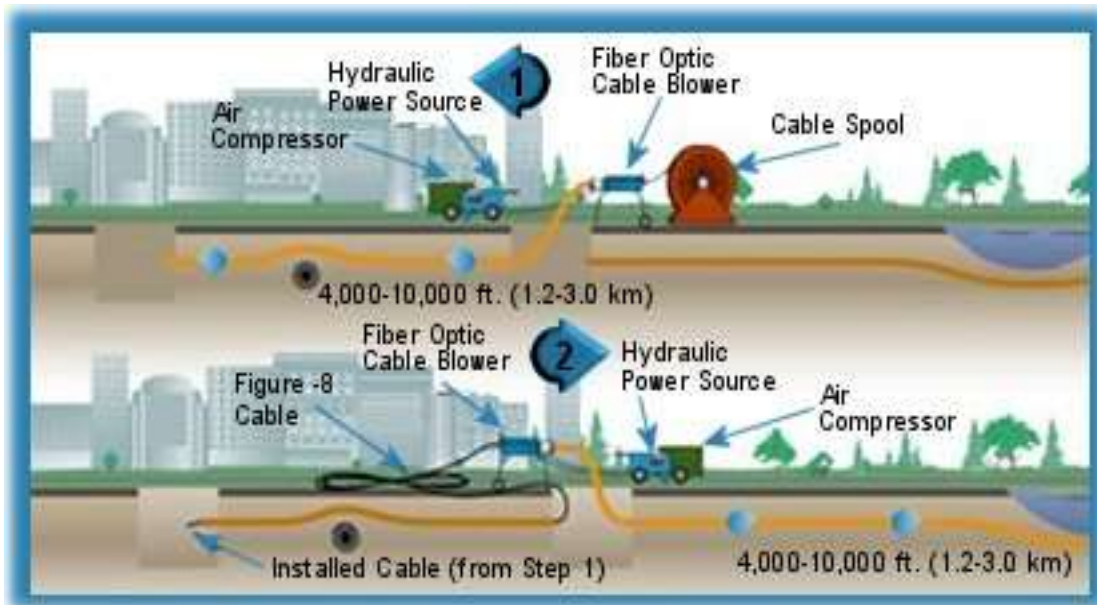 1
Hydraulic
Power Source
Fiber Optic
Cable Blower
Air
Compressor
Cable Spool
4,000-10,000 ft. (1.2-3.0 km)
2
Fiber Optic
Cable Blower
Hydraulic
Power Source
Figure -8
Cable
Air
Compressor
Installed Cable (from Step 1)
4,000-10,000 ft. (1.2-3.0 km)